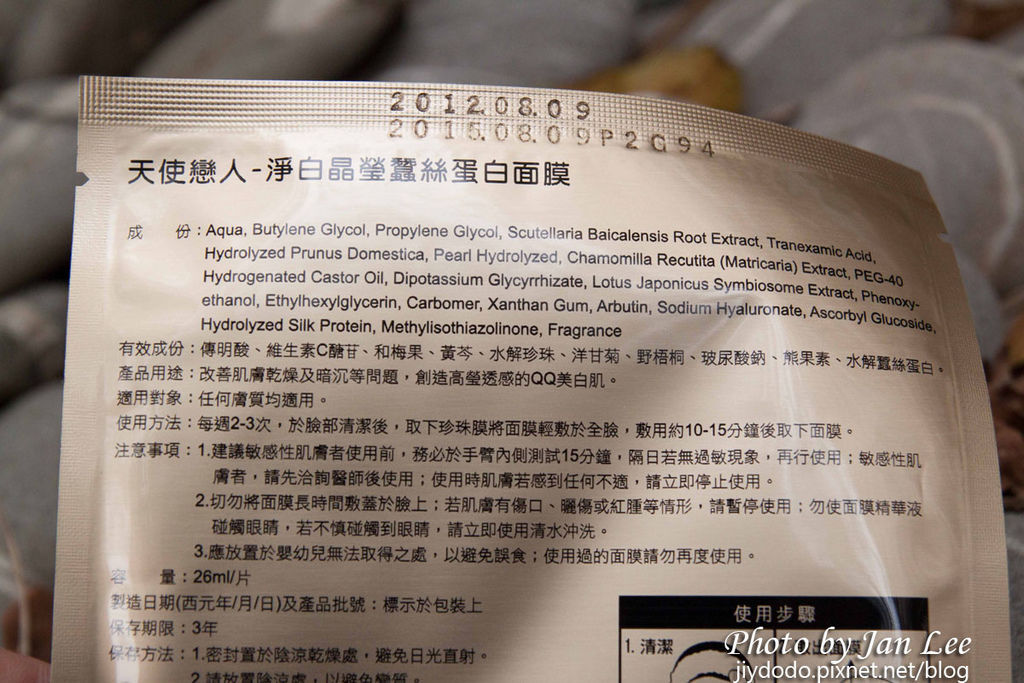 2012.08.09
2015.08.09P2G94
天使戀人-淨白晶瑩蠶絲蛋白面膜
成　　份：Aqua, Butylene Glycol, Propylene Glycol, Scutellaria Baicalensis Root Extract, Tranexamic Acid,
Hydrolyzed Prunus Domestica, Pearl Hydrolyzed, Chamomilla Recutita (Matricaria) Extract, PEG-40
Hydrogenated Castor Oil, Dipotassium Glycyrrhizate, Lotus Japonicus Symbiosome Extract, Phenoxy-
ethanol, Ethylhexylglycerin, Carbomer, Xanthan Gum, Arbutin, Sodium Hyaluronate, Ascorbyl Glucoside,
Hydrolyzed Silk Protein, Methylisothiazolinone, Fragrance
有效成份：傳明酸、維生素C醣苷、和梅果、黃芩、水解珍珠、洋甘菊、野梧桐、玻尿酸鈉、熊果素、水解蠶絲蛋白。
產品用途：改善肌膚乾燥及暗沉等問題，創造高瑩透感的QQ美白肌。
適用對象：任何膚質均適用。
使用方法：每週2-3次，於臉部清潔後，取下珍珠膜將面膜輕敷於全臉，敷用約10-15分鐘後取下面膜。
注意事項：1.建議敏感性肌膚者使用前，務必於手臂內側測試15分鐘，隔日若無過敏現象，再行使用；敏感性肌
膚者，請先洽詢醫師後使用；使用時肌膚若感到任何不適，請立即停止使用。
2.切勿將面膜長時間敷蓋於臉上；若肌膚有傷口、曬傷或紅腫等情形，請暫停使用；勿使面膜精華液
碰觸眼睛，若不慎碰觸到眼睛，請立即使用清水沖洗。
3.應放置於嬰幼兒無法取得之處，以避免誤食；使用過的面膜請勿再度使用。
容　　量：26ml/片
製造日期(西元年/月/日)及產品批號：標示於包裝上
保存期限：3年
保存方法：1.密封置於陰涼乾燥處，避免日光直射。
2.請放置陰涼處，以避免變質。
使用步驟
1. 清潔
Photo by Jan Lee
jiydodo.pixnet.net/blog